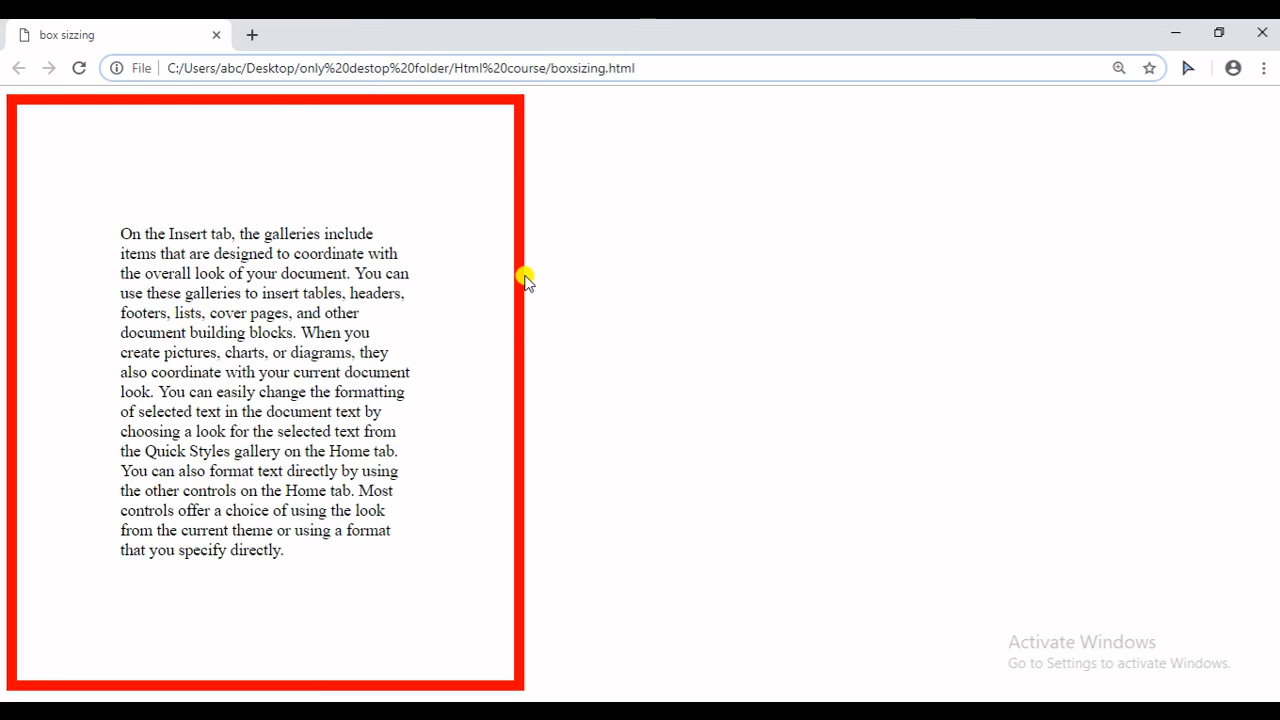 box sizzing
File
C:/Users/abc/Desktop/only%20destop%20folder/Html%20course/boxsizing.html
On the Insert tab, the galleries include
items that are designed to coordinate with
the overall look of your document. You can
use these galleries to insert tables, headers,
footers, lists, cover pages, and other
document building blocks. When you
create pictures, charts, or diagrams, they
also coordinate with your current document
look. You can easily change the formatting
of selected text in the document text by
choosing a look for the selected text from
the Quick Styles gallery on the Home tab.
You can also format text directly by using
the other controls on the Home tab. Most
controls offer a choice of using the look
from the current theme or using a format
that you specify directly.
Activate Windows
Go to Settings to activate Windows.